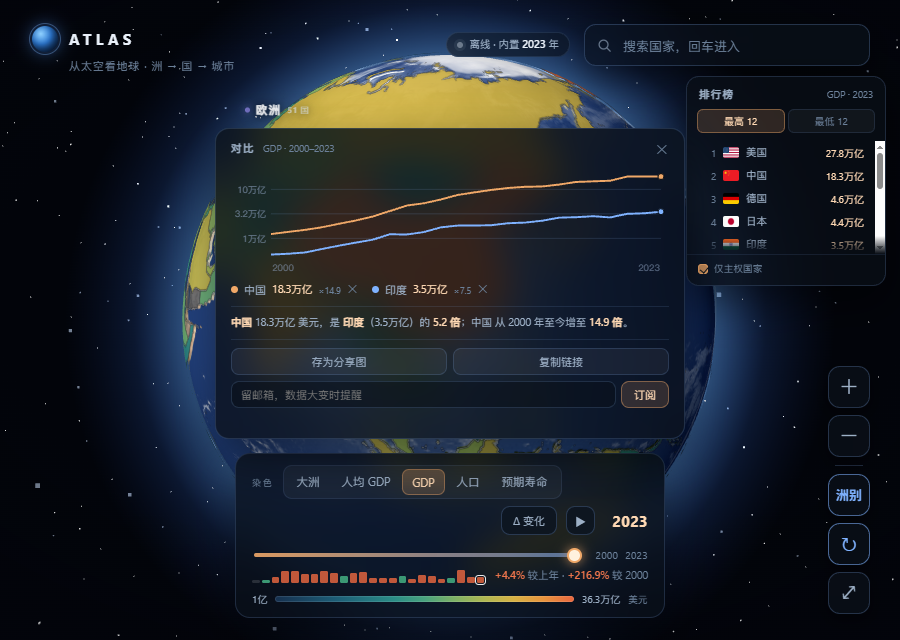 ATLAS
从太空看地球 · 洲 → 国 → 城市
离线 · 内置 2023 年
搜索国家，回车进入
欧洲 51 国
排行榜 GDP · 2023
最高 12 最低 12
1 美国 27.8万亿
2 中国 18.3万亿
3 德国 4.6万亿
4 日本 4.4万亿
5 印度 3.5万亿
仅主权国家
对比 GDP · 2000–2023
10万亿
3.2万亿
1万亿
2000 2023
中国 18.3万亿 ×14.9 印度 3.5万亿 ×7.5
中国 18.3万亿 美元，是 印度（3.5万亿）的 5.2 倍；中国 从 2000 年至今增至 14.9 倍。
存为分享图 复制链接
留邮箱，数据大变时提醒 订阅
染色 大洲 人均 GDP GDP 人口 预期寿命
Δ 变化 2023
2000 2023
+4.4% 较上年 · +216.9% 较 2000
1亿 36.3万亿 美元
洲别